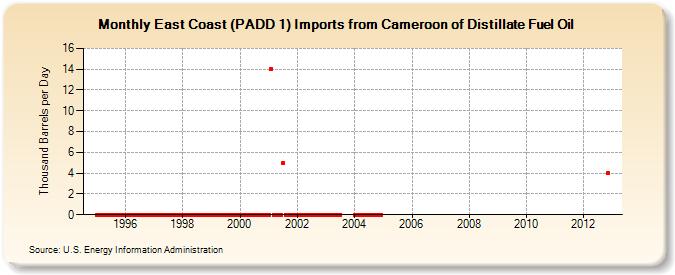 Monthly East Coast (PADD 1) Imports from Cameroon of Distillate Fuel Oil
Thousand Barrels per Day
16
14
12
10
8
6
4
2
0
1996 1998 2000 2002 2004 2006 2008 2010 2012
Source: U.S. Energy Information Administration